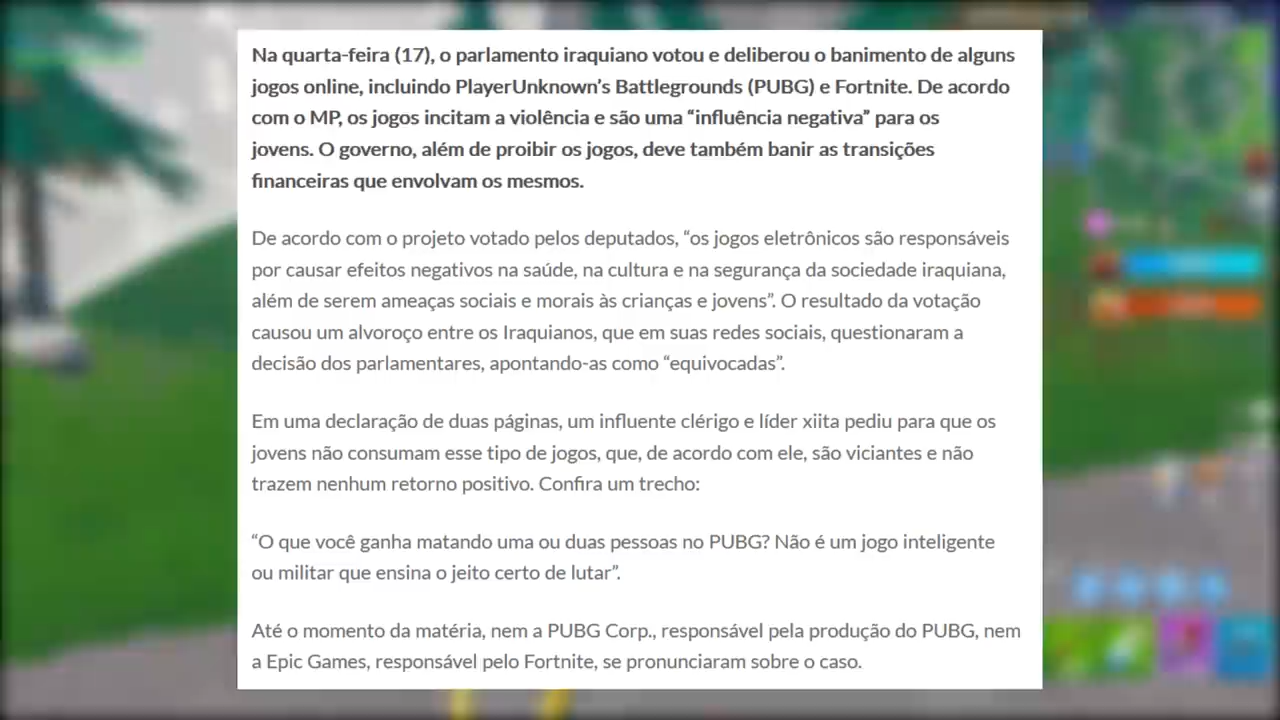 Na quarta-feira (17), o parlamento iraquiano votou e deliberou o banimento de alguns
jogos online, incluindo PlayerUnknown’s Battlegrounds (PUBG) e Fortnite. De acordo
com o MP, os jogos incitam a violência e são uma “influência negativa” para os
jovens. O governo, além de proibir os jogos, deve também banir as transições
financeiras que envolvam os mesmos.
De acordo com o projeto votado pelos deputados, “os jogos eletrônicos são responsáveis
por causar efeitos negativos na saúde, na cultura e na segurança da sociedade iraquiana,
além de serem ameaças sociais e morais às crianças e jovens”. O resultado da votação
causou um alvoroço entre os Iraquianos, que em suas redes sociais, questionaram a
decisão dos parlamentares, apontando-as como “equivocadas”.
Em uma declaração de duas páginas, um influente clérigo e líder xiita pediu para que os
jovens não consumam esse tipo de jogos, que, de acordo com ele, são viciantes e não
trazem nenhum retorno positivo. Confira um trecho:
“O que você ganha matando uma ou duas pessoas no PUBG? Não é um jogo inteligente
ou militar que ensina o jeito certo de lutar”.
Até o momento da matéria, nem a PUBG Corp., responsável pela produção do PUBG, nem
a Epic Games, responsável pelo Fortnite, se pronunciaram sobre o caso.